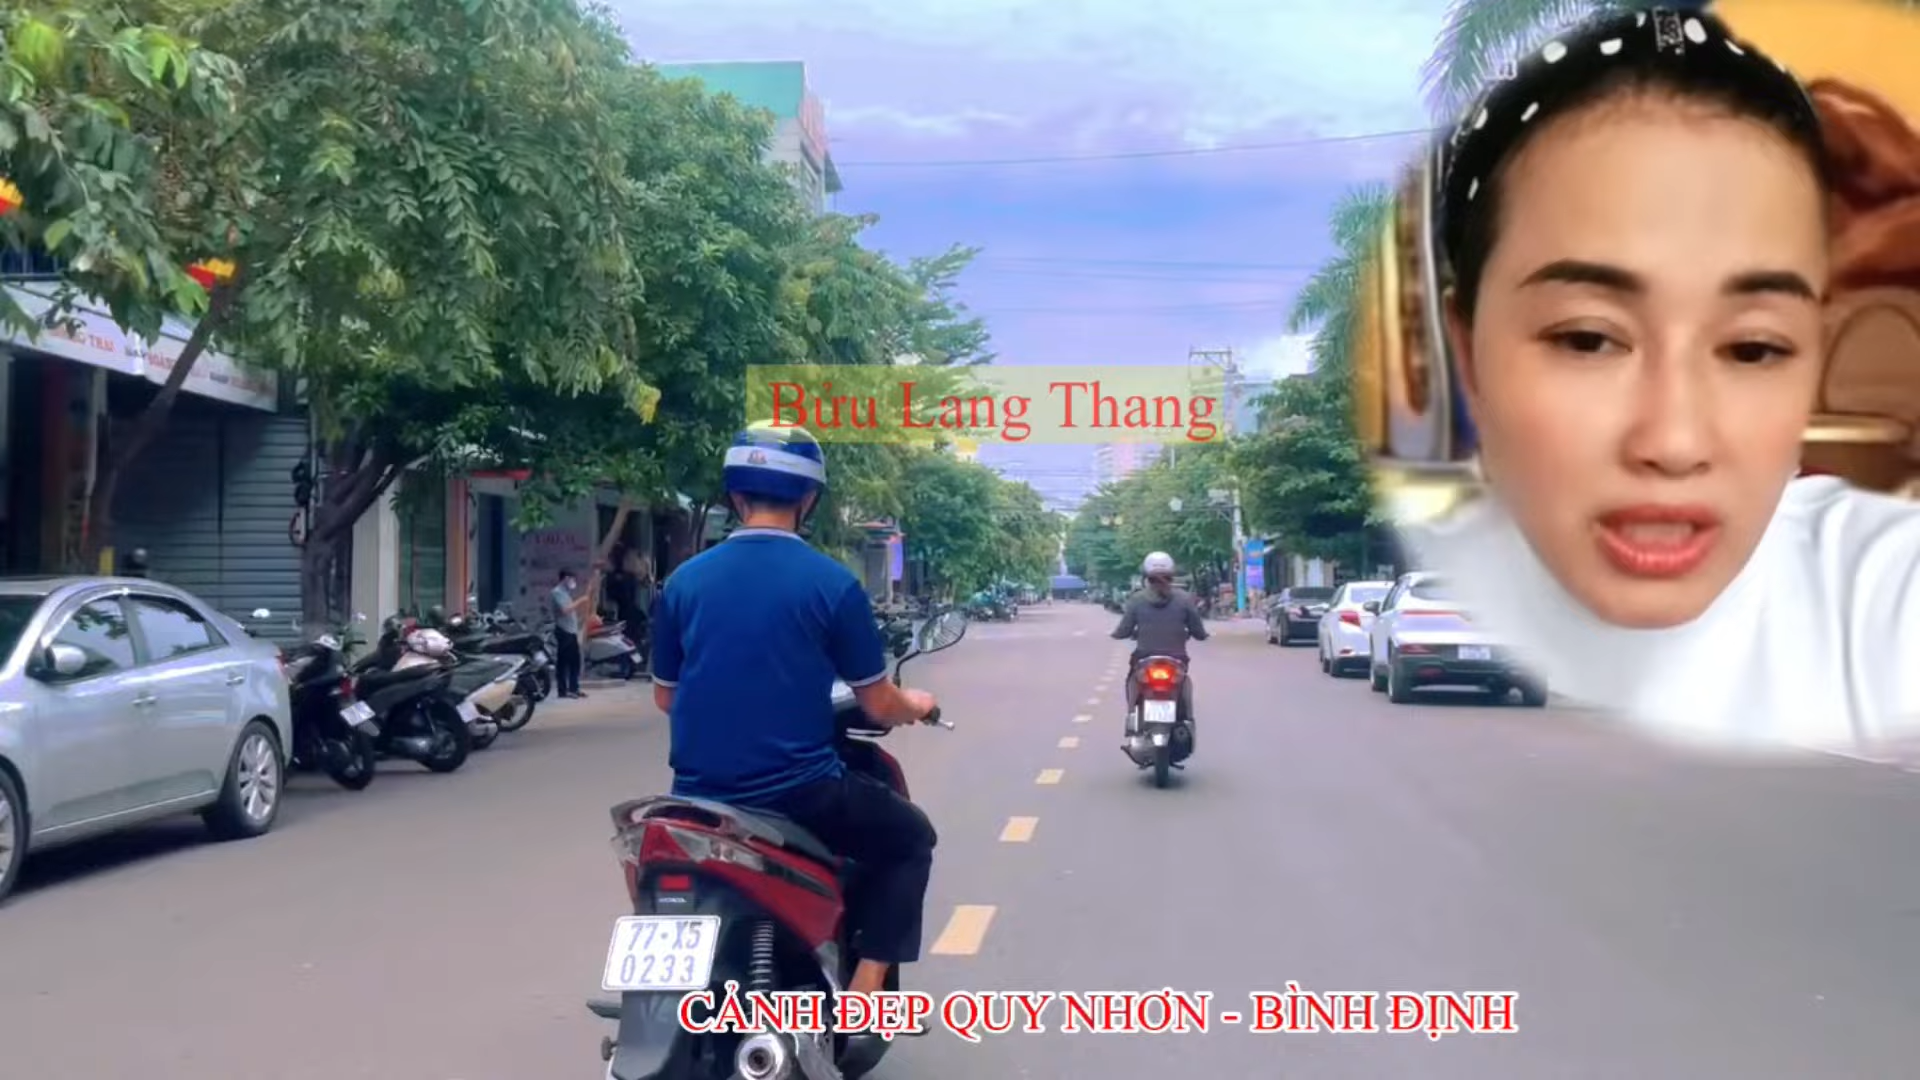 Bửu Lang Thang
77-X5
0233
CẢNH ĐẸP QUY NHƠN - BÌNH ĐỊNH